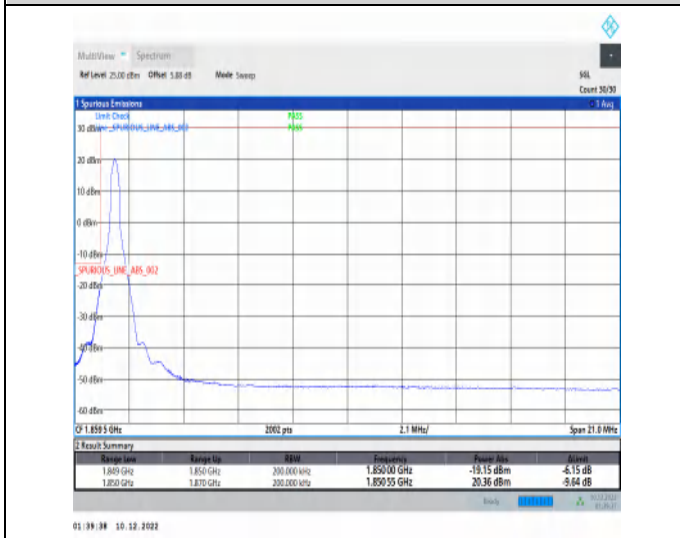 MultiView Spectrum
Ref Level 25.00 dBm Offset 5.80 dB Mode Sweep SGL
Count 30/30
1 Spurious Emissions 1 Avg
Limit Check PASS
30 dBm Line _SPURIOUS_LINE_ABS_002 PASS
20 dBm
10 dBm
0 dBm
-10 dBm
_SPURIOUS_LINE_ABS_002
-20 dBm
-30 dBm
-40 dBm
-50 dBm
-60 dBm
CF 1.8595 GHz 2002 pts 2.1 MHz/ Span 21.0 MHz
2 Result Summary
Range Low Range Up RBW Frequency Power Abs ΔLimit
1.849 GHz 1.850 GHz 200.000 kHz 1.85000 GHz -19.15 dBm -6.15 dB
1.850 GHz 1.870 GHz 200.000 kHz 1.85055 GHz 20.36 dBm -9.64 dB
Ready
01:39:38 10.12.2022